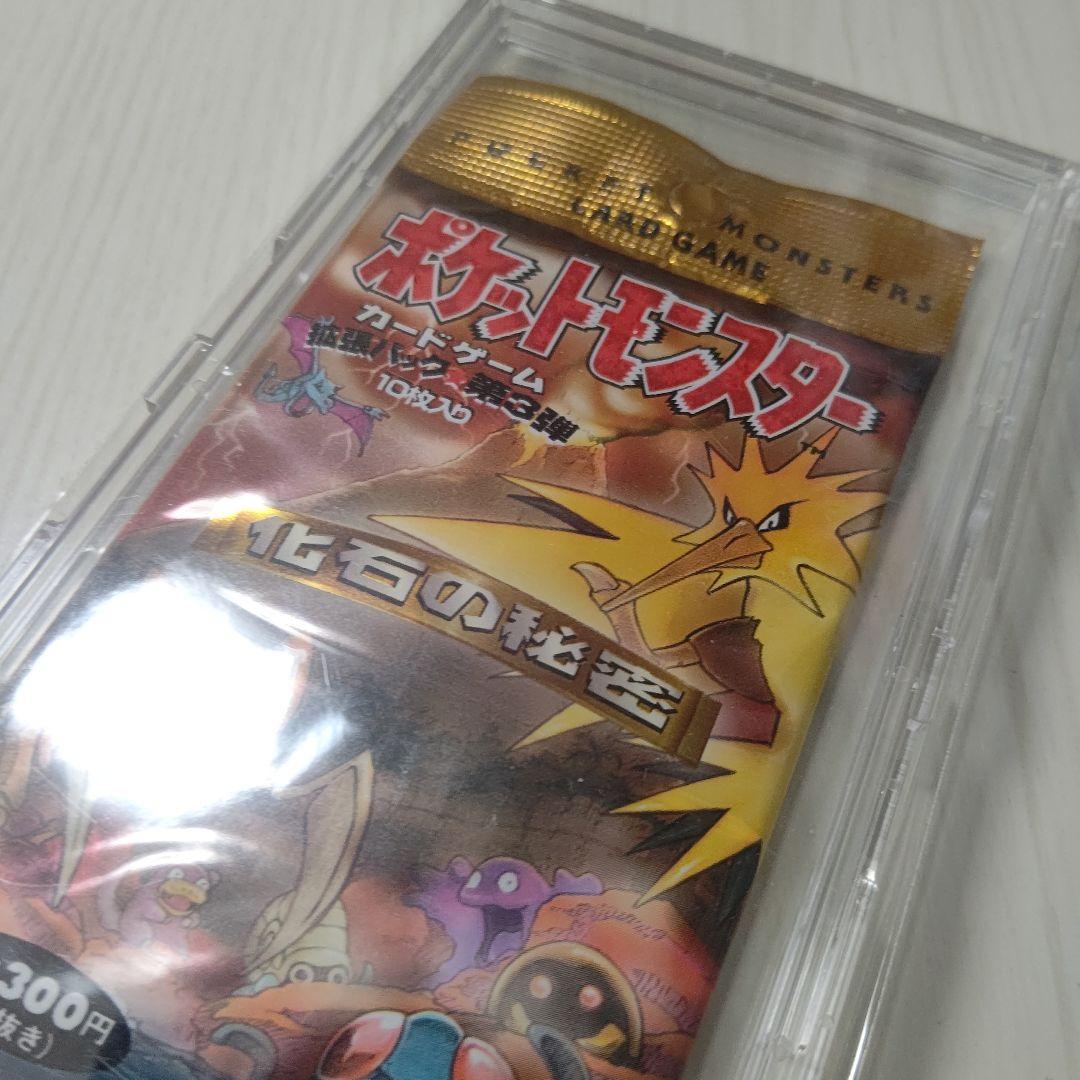 POCKET MONSTERS
CARD GAME
ポケットモンスター
TM
カードゲーム
拡張パック★第3弾
10枚入り
化石の秘密
300円
抜き)